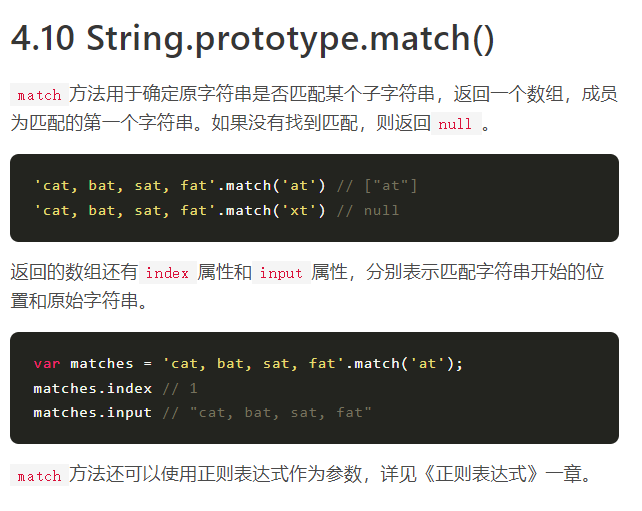 4.10 String.prototype.match()
match 方法用于确定原字符串是否匹配某个子字符串，返回一个数组，成员
为匹配的第一个字符串。如果没有找到匹配，则返回 null 。
'cat, bat, sat, fat'.match('at') // ["at"]
'cat, bat, sat, fat'.match('xt') // null
返回的数组还有 index 属性和 input 属性，分别表示匹配字符串开始的位
置和原始字符串。
var matches = 'cat, bat, sat, fat'.match('at');
matches.index // 1
matches.input // "cat, bat, sat, fat"
match 方法还可以使用正则表达式作为参数，详见《正则表达式》一章。